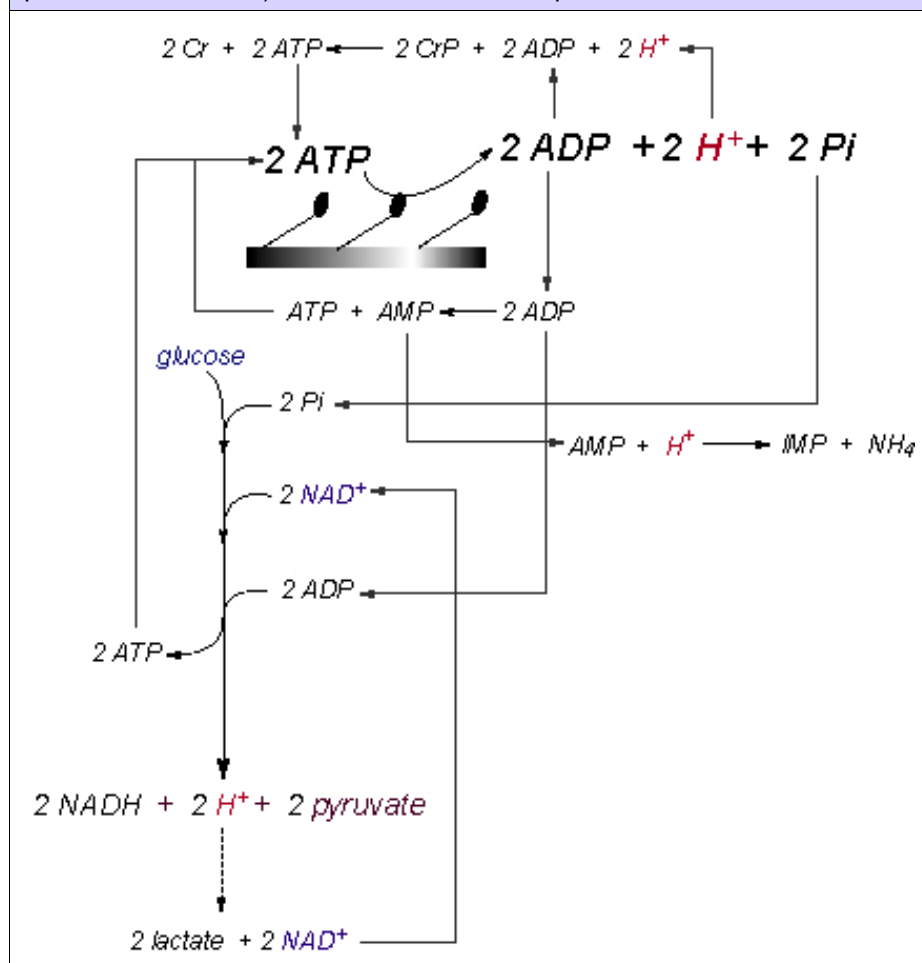 2 Cr + 2 ATP 2 CrP + 2 ADP + 2 H⁺
2 ATP 2 ADP + 2 H⁺ + 2 Pi
ATP + AMP 2 ADP
glucose
2 Pi
AMP + H⁺ IMP + NH₄
2 NAD⁺
2 ADP
2 ATP
2 NADH + 2 H⁺ + 2 pyruvate
2 lactate + 2 NAD⁺